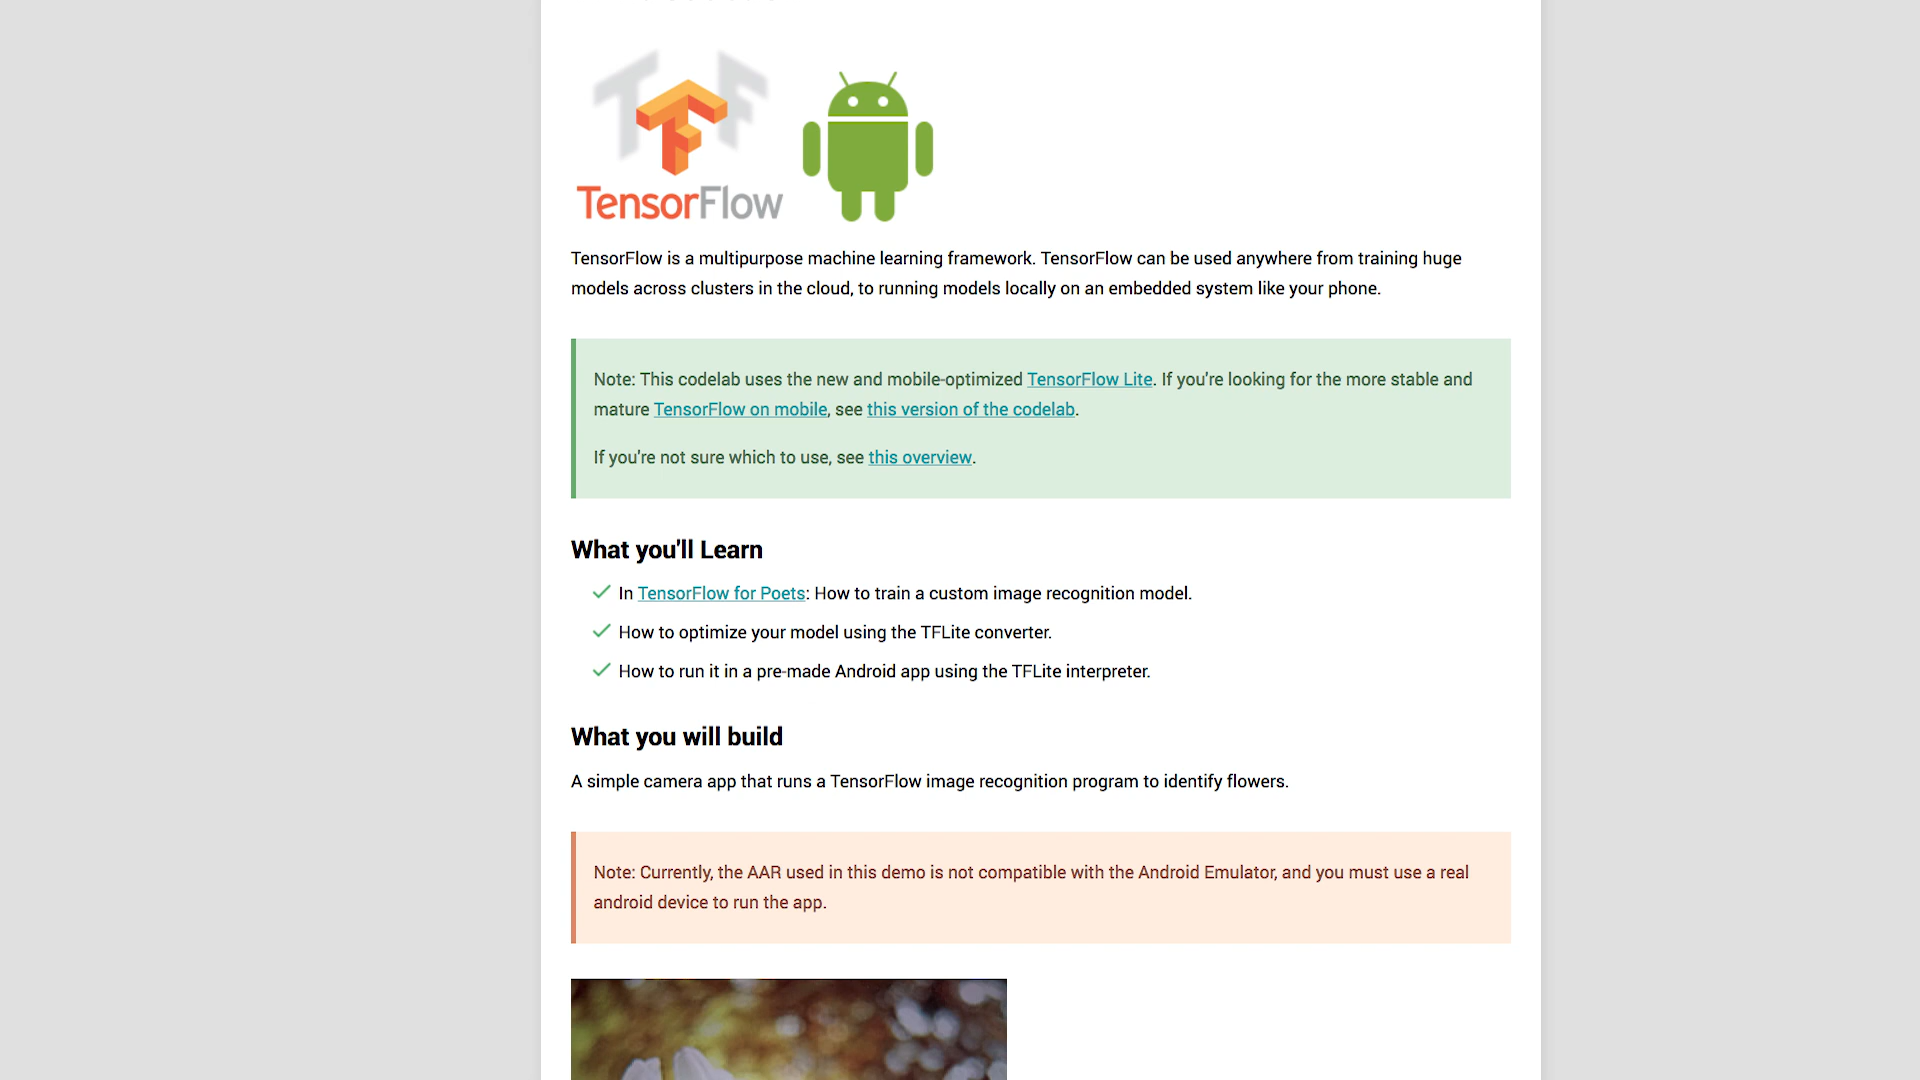 TensorFlow
TensorFlow is a multipurpose machine learning framework. TensorFlow can be used anywhere from training huge
models across clusters in the cloud, to running models locally on an embedded system like your phone.
Note: This codelab uses the new and mobile-optimized TensorFlow Lite. If you're looking for the more stable and
mature TensorFlow on mobile, see this version of the codelab.
If you're not sure which to use, see this overview.
What you'll Learn
In TensorFlow for Poets: How to train a custom image recognition model.
How to optimize your model using the TFLite converter.
How to run it in a pre-made Android app using the TFLite interpreter.
What you will build
A simple camera app that runs a TensorFlow image recognition program to identify flowers.
Note: Currently, the AAR used in this demo is not compatible with the Android Emulator, and you must use a real
android device to run the app.